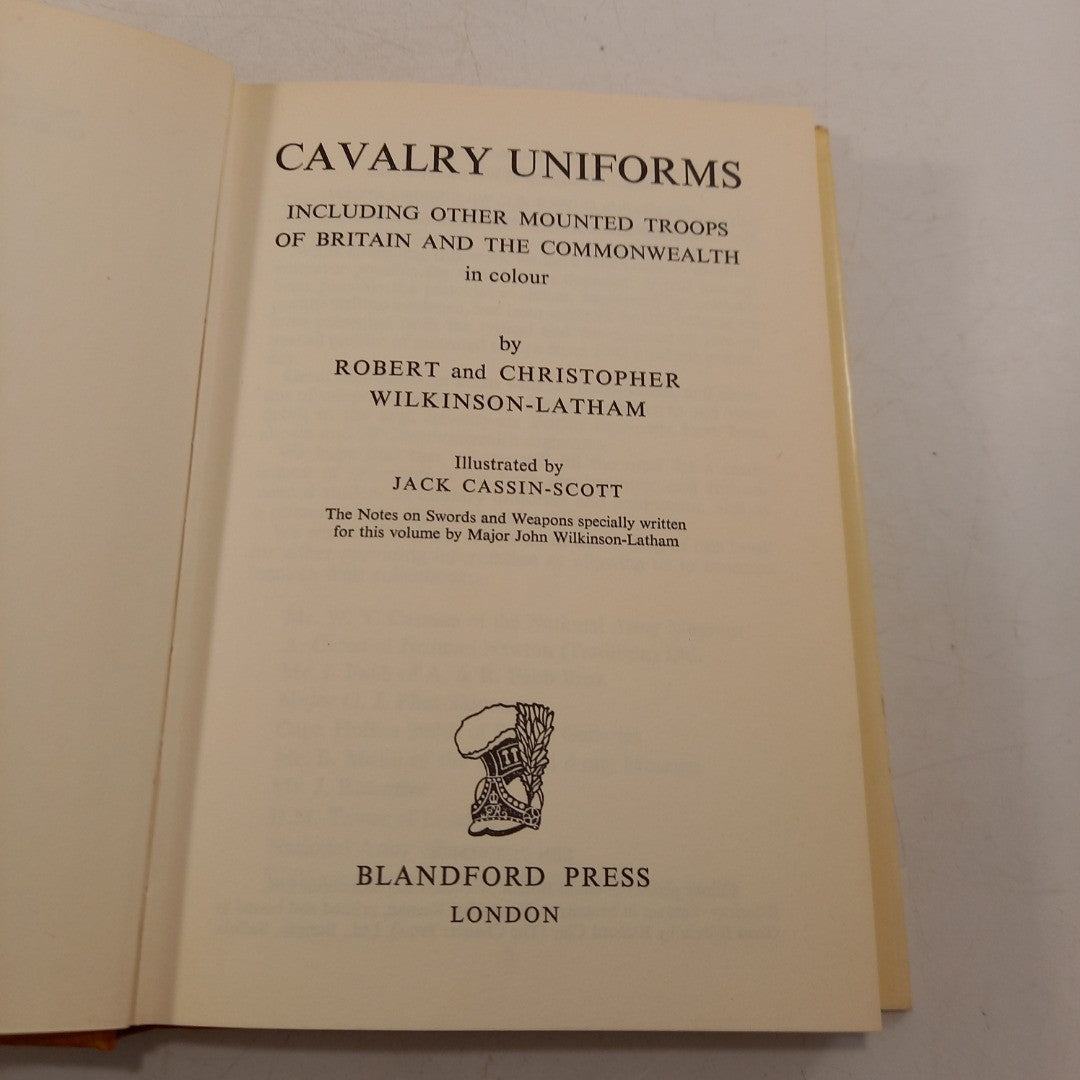 CAVALRY UNIFORMS
INCLUDING OTHER MOUNTED TROOPS
OF BRITAIN AND THE COMMONWEALTH
in colour
by
ROBERT and CHRISTOPHER
WILKINSON-LATHAM
Illustrated by
JACK CASSIN-SCOTT
The Notes on Swords and Weapons specially written
for this volume by Major John Wilkinson-Latham
BLANDFORD PRESS
LONDON